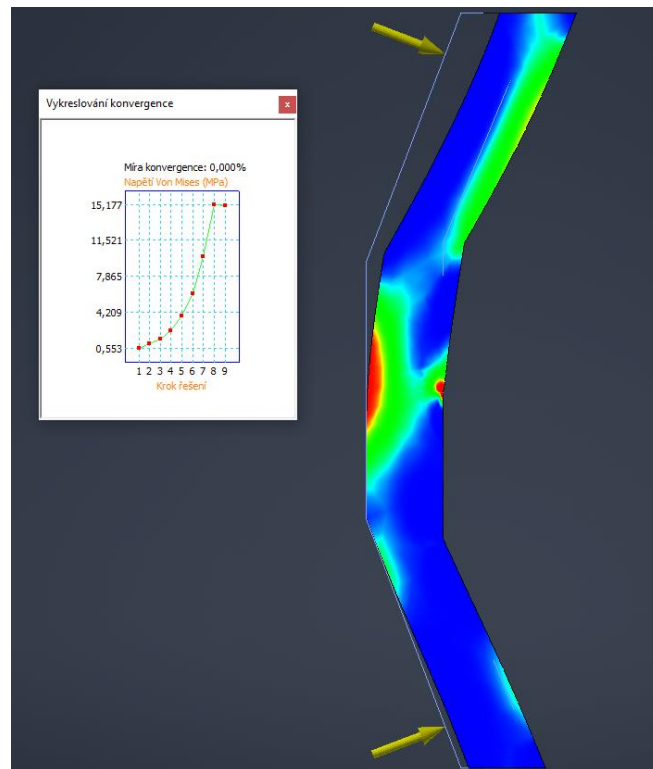 Vykreslování konvergence
x
Míra konvergence: 0,000%
Napětí Von Mises (MPa)
15,177
11,521
7,865
4,209
0,553
1 2 3 4 5 6 7 8 9
Krok řešení